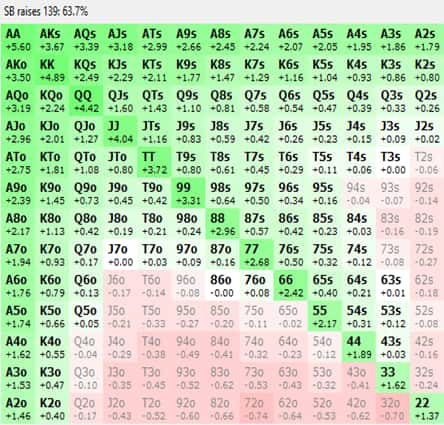 SB raises 139: 63.7%
AA AKs AQs AJs ATs A9s A8s A7s A6s A5s A4s A3s A2s
+5.60 +3.67 +3.39 +3.18 +2.99 +2.66 +2.45 +2.24 +2.07 +2.05 +1.95 +1.86 +1.79
AKo KK KQs KJs KTs K9s K8s K7s K6s K5s K4s K3s K2s
+3.50 +4.89 +2.49 +2.29 +2.11 +1.77 +1.47 +1.29 +1.16 +1.04 +0.93 +0.86 +0.80
AQo KQo QQ QJs QTs Q9s Q8s Q7s Q6s Q5s Q4s Q3s Q2s
+3.19 +2.24 +4.42 +1.60 +1.43 +1.10 +0.81 +0.58 +0.54 +0.47 +0.39 +0.33 +0.26
AJo KJo QJo JJ JTs J9s J8s J7s J6s J5s J4s J3s J2s
+2.96 +2.01 +1.27 +4.04 +1.16 +0.83 +0.59 +0.42 +0.26 +0.23 +0.15 +0.09 +0.02
ATo KTo QTo JTo TT T9s T8s T7s T6s T5s T4s T3s T2s
+2.75 +1.81 +1.08 +0.80 +3.72 +0.80 +0.61 +0.45 +0.29 +0.11 +0.06 +0.00 -0.06
A9o K9o Q9o J9o T9o 99 98s 97s 96s 95s 94s 93s 92s
+2.39 +1.45 +0.73 +0.45 +0.42 +3.31 +0.64 +0.50 +0.34 +0.16 -0.04 -0.07 -0.14
A8o K8o Q8o J8o T8o 98o 88 87s 86s 85s 84s 83s 82s
+2.17 +1.13 +0.42 +0.19 +0.21 +0.24 +2.96 +0.57 +0.42 +0.23 +0.03 -0.16 -0.19
A7o K7o Q7o J7o T7o 97o 87o 77 76s 75s 74s 73s 72s
+1.94 +0.93 +0.17 +0.00 +0.03 +0.09 +0.16 +2.68 +0.50 +0.32 +0.12 -0.08 -0.27
A6o K6o Q6o J6o T6o 96o 86o 76o 66 65s 64s 63s 62s
+1.76 +0.79 +0.13 -0.17 -0.14 -0.08 -0.00 +0.08 +2.42 +0.40 +0.21 +0.01 -0.18
A5o K5o Q5o J5o T5o 95o 85o 75o 65o 55 54s 53s 52s
+1.74 +0.66 +0.05 -0.21 -0.33 -0.27 -0.20 -0.11 -0.02 +2.17 +0.31 +0.12 -0.08
A4o K4o Q4o J4o T4o 94o 84o 74o 64o 54o 44 43s 42s
+1.62 +0.55 -0.04 -0.29 -0.38 -0.49 -0.41 -0.32 -0.23 -0.12 +1.89 +0.03 -0.16
A3o K3o Q3o J3o T3o 93o 83o 73o 63o 53o 43o 33 32s
+1.53 +0.47 -0.10 -0.35 -0.45 -0.52 -0.62 -0.53 -0.43 -0.32 -0.41 +1.62 -0.24
A2o K2o Q2o J2o T2o 92o 82o 72o 62o 52o 42o 32o 22
+1.46 +0.40 -0.17 -0.43 -0.52 -0.60 -0.66 -0.74 -0.64 -0.53 -0.62 -0.70 +1.37